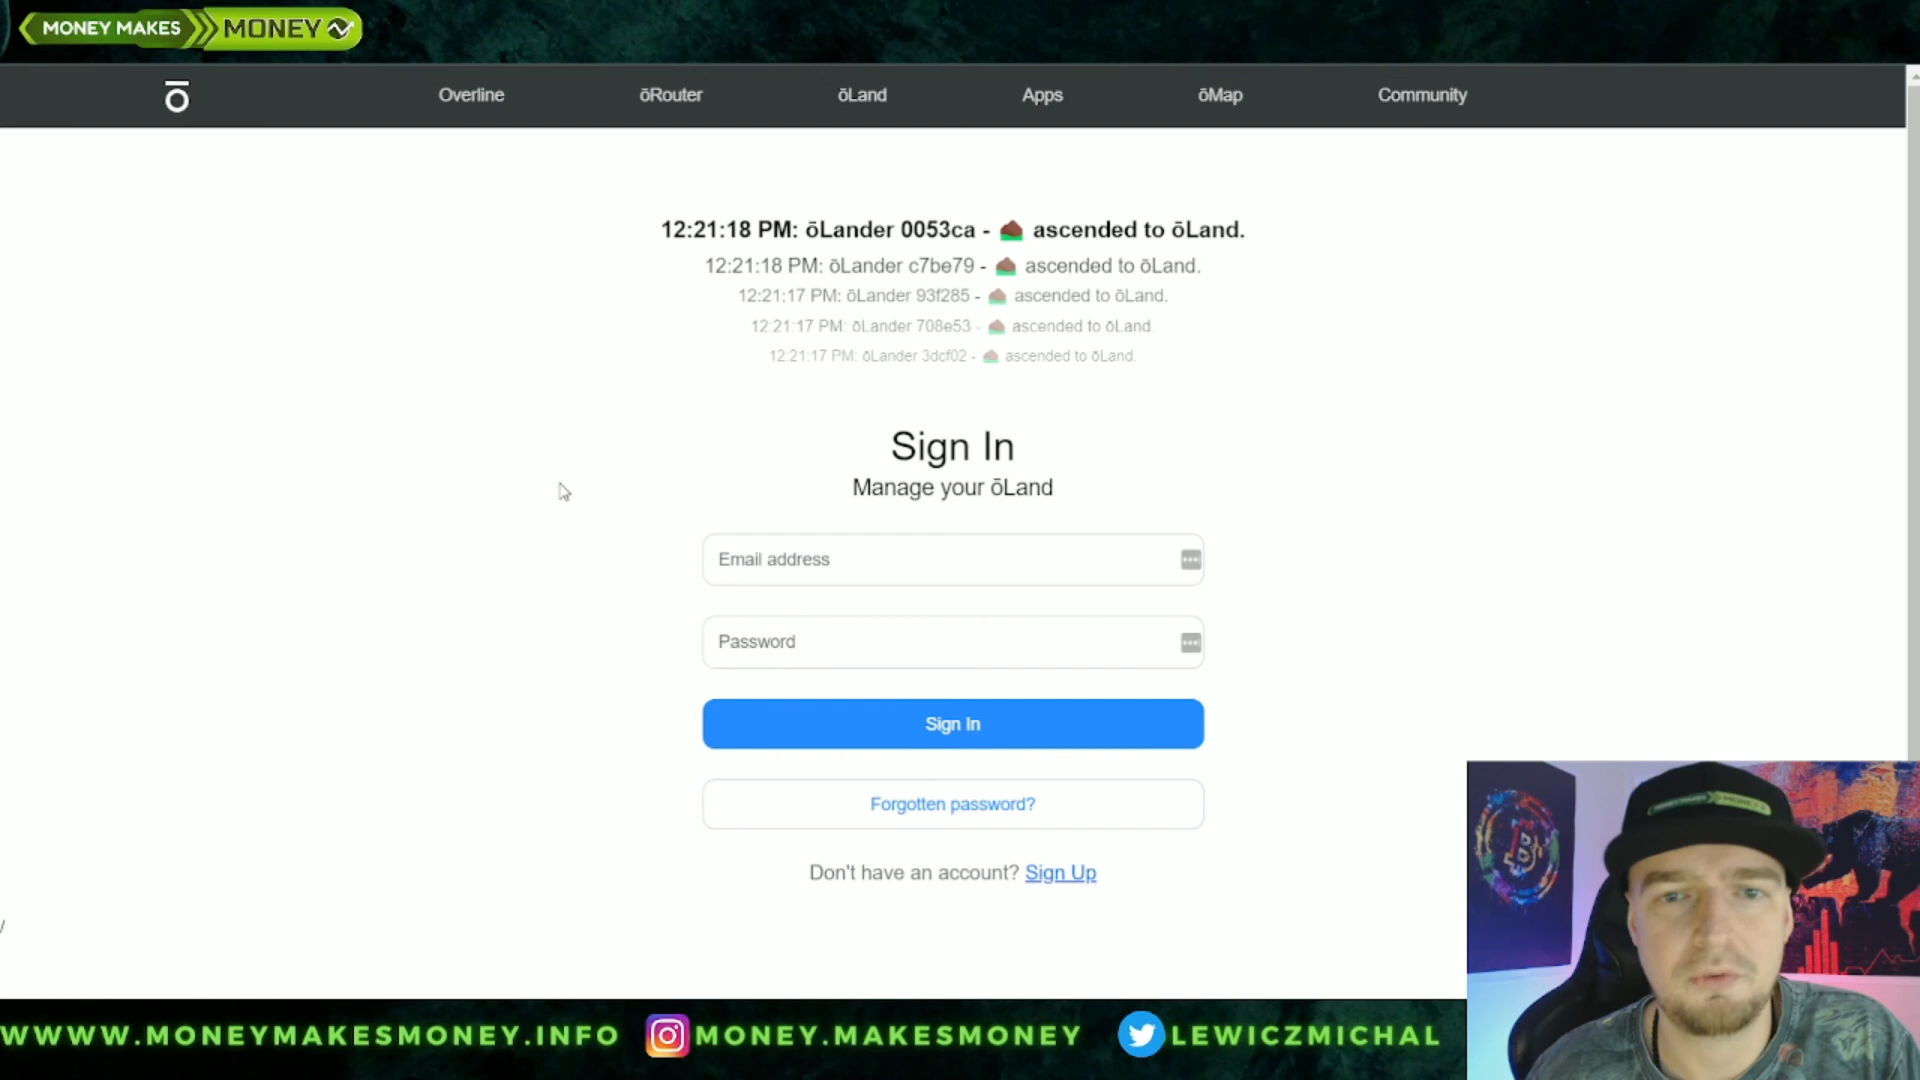 MONEY MAKES MONEY
ō Overline ōRouter ōLand Apps ōMap Community
12:21:18 PM: ōLander 0053ca - ascended to ōLand.
12:21:18 PM: ōLander c7be79 - ascended to ōLand.
12:21:17 PM: ōLander 93f285 - ascended to ōLand.
12:21:17 PM: ōLander 708e53 - ascended to ōLand.
12:21:17 PM: ōLander 3dcf02 - ascended to ōLand.
Sign In
Manage your ōLand
Email address
Password
Sign In
Forgotten password?
Don't have an account? Sign Up
/
WWWW.MONEYMAKESMONEY.INFO MONEY.MAKESMONEY LEWICZMICHAL